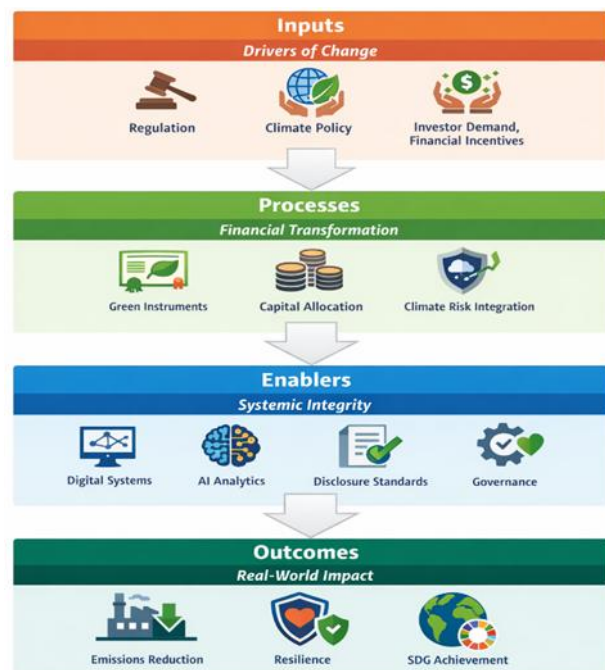 Inputs
Drivers of Change
Regulation
Climate Policy
Investor Demand,
Financial Incentives
Processes
Financial Transformation
Green Instruments
Capital Allocation
Climate Risk Integration
Enablers
Systemic Integrity
Digital Systems
AI Analytics
Disclosure Standards
Governance
Outcomes
Real-World Impact
Emissions Reduction
Resilience
SDG Achievement